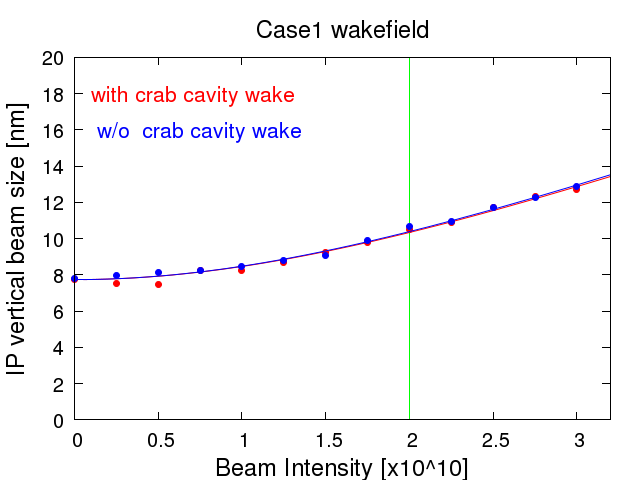 Case1 wakefield
20
18
with crab cavity wake
16
w/o crab cavity wake
14
12
10
8
6
4
2
0
IP vertical beam size [nm]
0 0.5 1 1.5 2 2.5 3
Beam Intensity [x10^10]